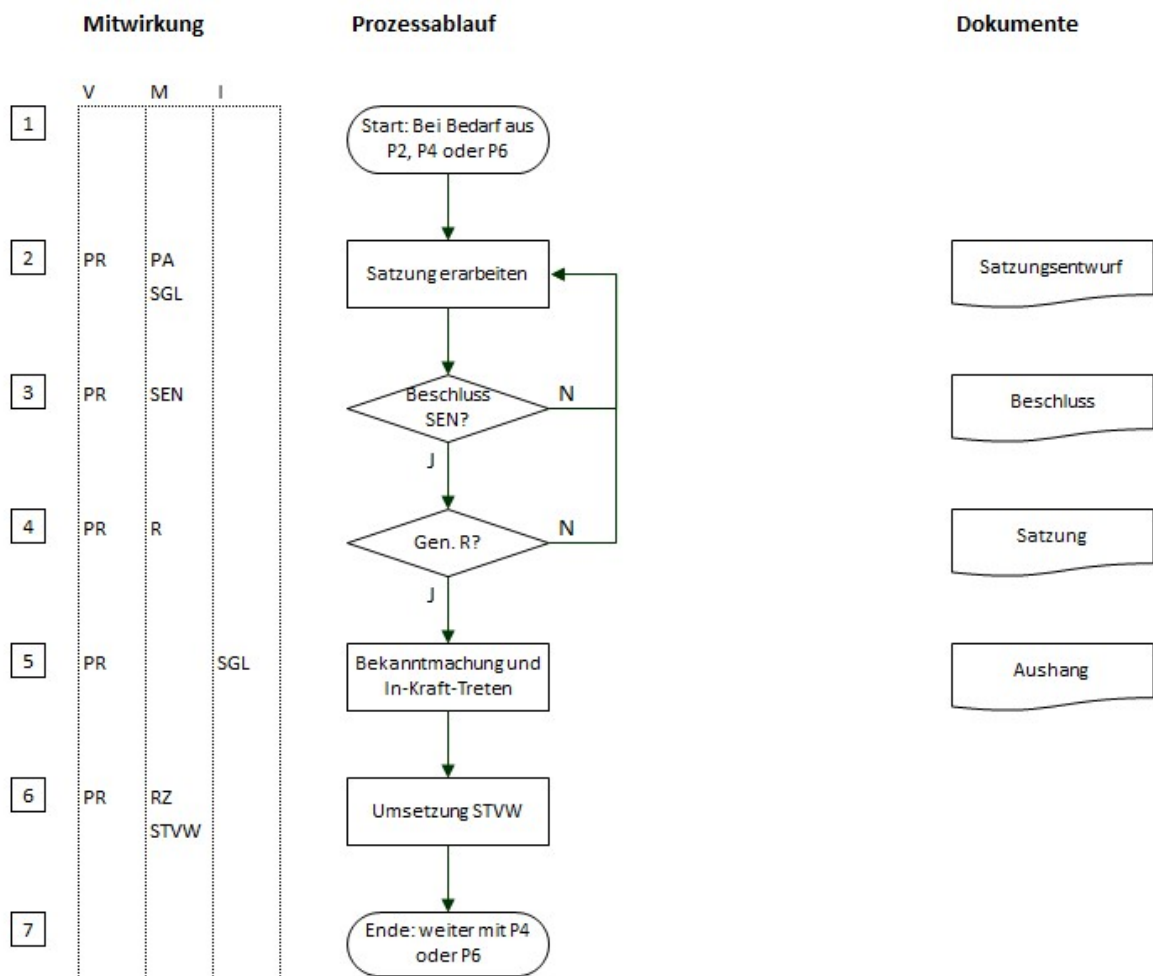 Mitwirkung Prozessablauf Dokumente
V M I
1
Start: Bei Bedarf aus
P2, P4 oder P6
2 PR PA
SGL
Satzung erarbeiten
Satzungsentwurf
3 PR SEN
Beschluss
SEN?
N
J
Beschluss
4 PR R
Gen. R?
N
J
Satzung
5 PR SGL
Bekanntmachung und
In-Kraft-Treten
Aushang
6 PR RZ
STVW
Umsetzung STVW
7
Ende: weiter mit P4
oder P6